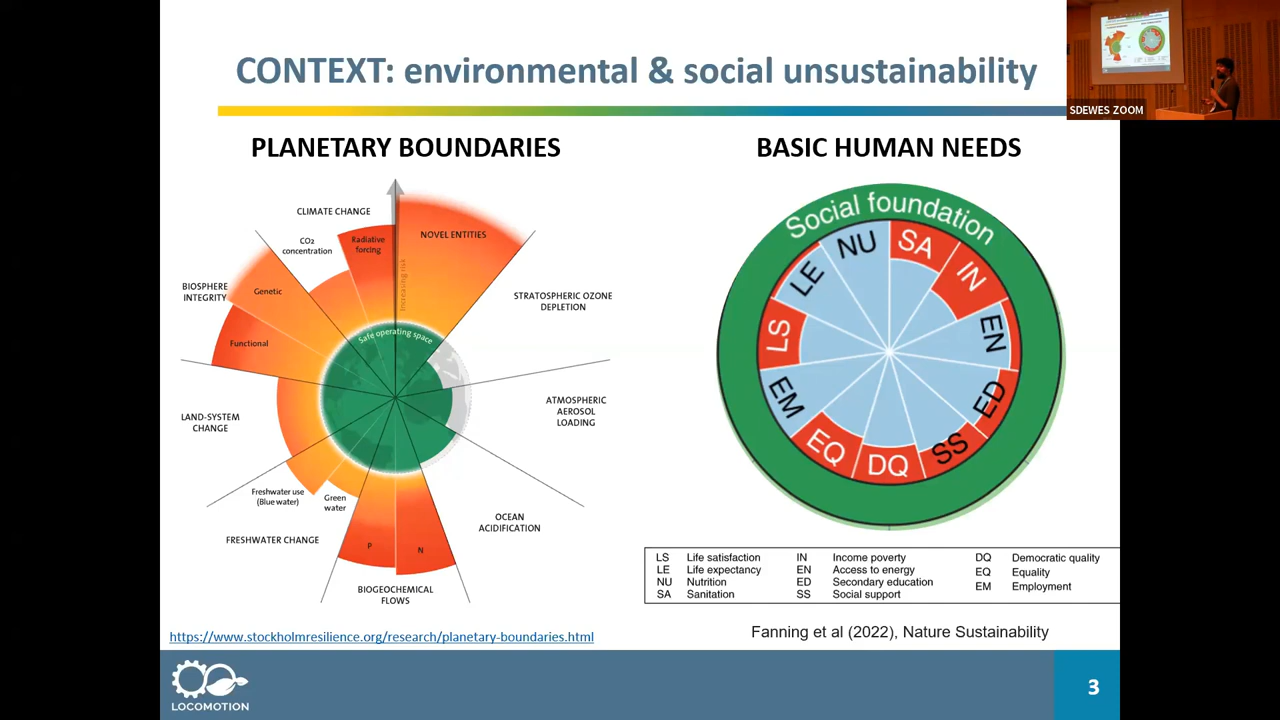 CONTEXT: environmental & social unsustainability
SDEWES ZOOM
PLANETARY BOUNDARIES
CLIMATE CHANGE
CO2
concentration
Radiative
forcing
NOVEL ENTITIES
Increasing risk
BIOSPHERE
INTEGRITY
Genetic
Functional
STRATOSPHERIC OZONE
DEPLETION
Safe operating space
LAND-SYSTEM
CHANGE
ATMOSPHERIC
AEROSOL
LOADING
Freshwater use
(Blue water)
Green
water
FRESHWATER CHANGE
P
N
OCEAN
ACIDIFICATION
BIOGEOCHEMICAL
FLOWS
https://www.stockholmresilience.org/research/planetary-boundaries.html
BASIC HUMAN NEEDS
Social foundation
NU
SA
IN
EN
ED
SS
DQ
EQ
EM
LS
LE
LS Life satisfaction
LE Life expectancy
NU Nutrition
SA Sanitation
IN Income poverty
EN Access to energy
ED Secondary education
SS Social support
DQ Democratic quality
EQ Equality
EM Employment
Fanning et al (2022), Nature Sustainability
LOCOMOTION
3